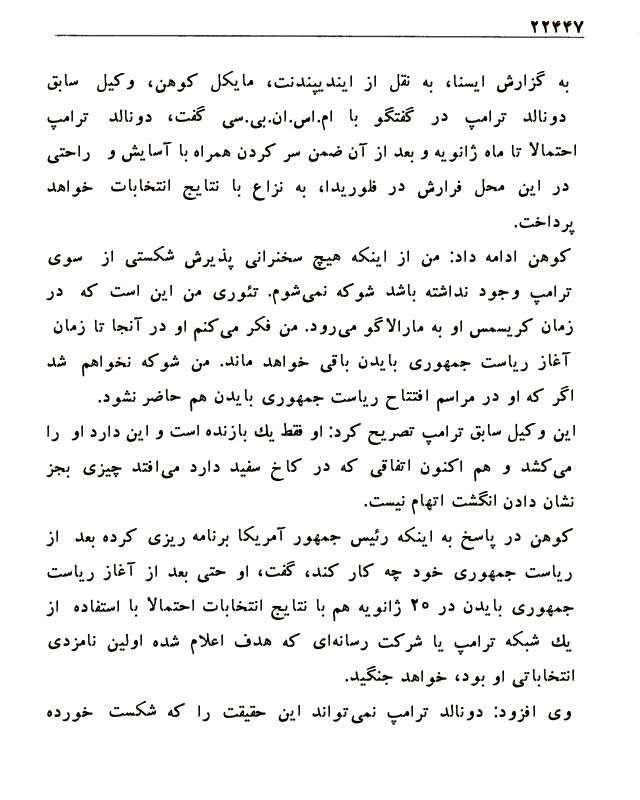 ۲۲۴۴۷
به گزارش ایسنا، به نقل از ایندیپندنت، مایکل کوهن، وکیل سابق
دونالد ترامپ در گفتگو با ام.اس.ان.بی.سی گفت، دونالد ترامپ
احتمالا تا ماه ژانویه و بعد از آن ضمن سر کردن همراه با آسایش و راحتی
در این محل فرارش در فلوریدا، به نزاع با نتایج انتخابات خواهد
پرداخت.
کوهن ادامه داد: من از اینکه هیچ سخنرانی پذیرش شکستی از سوی
ترامپ وجود نداشته باشد شوکه نمی‌شوم. تئوری من این است که در
زمان کریسمس او به مارالاگو می‌رود. من فکر می‌کنم او در آنجا تا زمان
آغاز ریاست جمهوری بایدن باقی خواهد ماند. من شوکه نخواهم شد
اگر که او در مراسم افتتاح ریاست جمهوری بایدن هم حاضر نشود.
این وکیل سابق ترامپ تصریح کرد: او فقط یك بازنده است و این دارد او را
می‌کشد و هم اکنون اتفاقی که در کاخ سفید دارد می‌افتد چیزی بجز
نشان دادن انگشت اتهام نیست.
کوهن در پاسخ به اینکه رئیس جمهور آمریکا برنامه ریزی کرده بعد از
ریاست جمهوری خود چه کار کند، گفت، او حتی بعد از آغاز ریاست
جمهوری بایدن در ۲۰ ژانویه هم با نتایج انتخابات احتمالا با استفاده از
یك شبکه ترامپ یا شرکت رسانه‌ای که هدف اعلام شده اولین نامزدی
انتخاباتی او بود، خواهد جنگید.
وی افزود: دونالد ترامپ نمی‌تواند این حقیقت را که شکست خورده